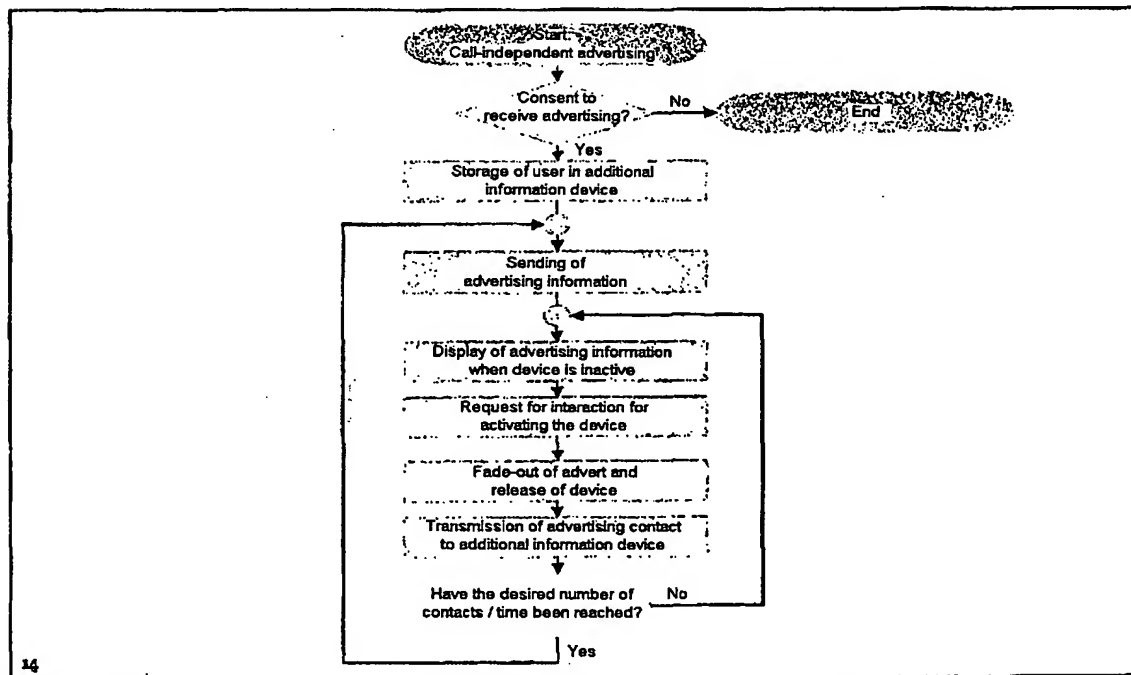 Start:
Call-independent advertising
Consent to
receive advertising?
No
End
Yes
Storage of user in additional
information device
Sending of
advertising information
Display of advertising information
when device is inactive
Request for interaction for
activating the device
Fade-out of advert and
release of device
Transmission of advertising contact
to additional information device
Have the desired number of
contacts / time been reached?
No
Yes
14